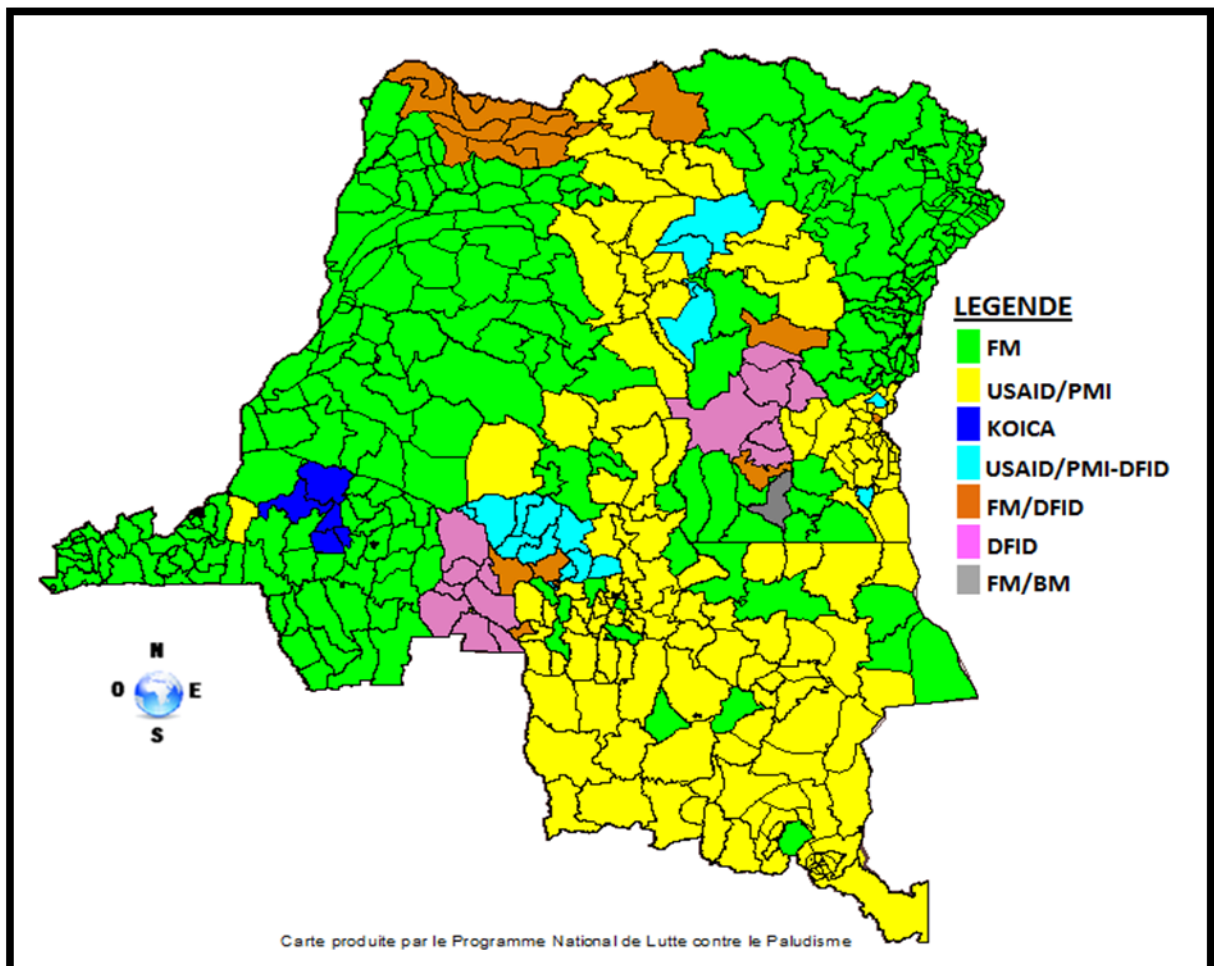 LEGENDE
FM
USAID/PMI
KOICA
USAID/PMI-DFID
FM/DFID
DFID
FM/BM
N
O E
S
Carte produite par le Programme National de Lutte contre le Paludisme